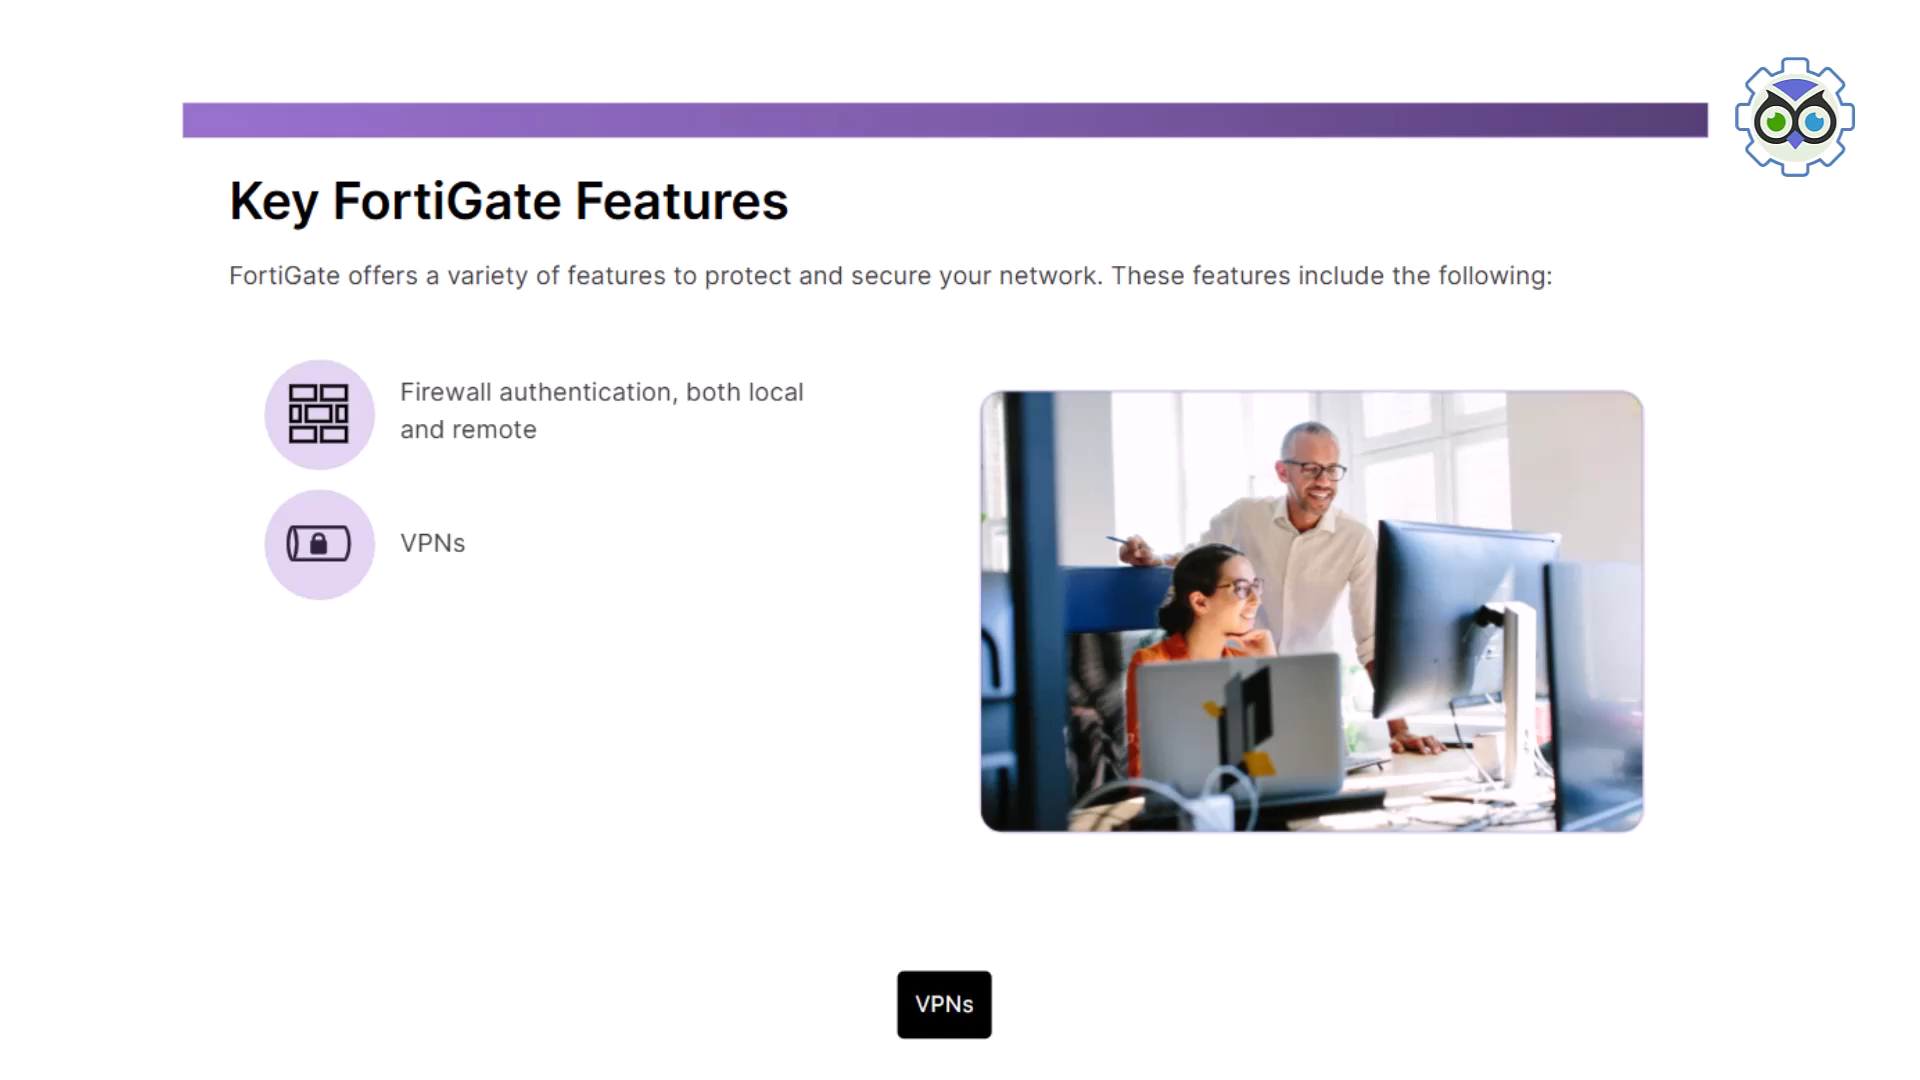 Key FortiGate Features
FortiGate offers a variety of features to protect and secure your network. These features include the following:
Firewall authentication, both local
and remote
VPNs
VPNs